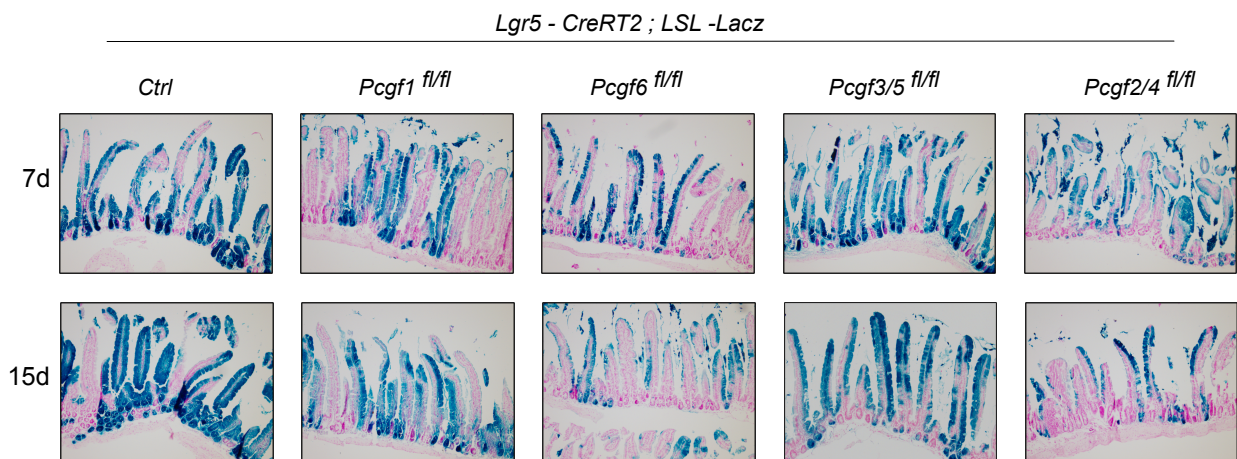 Lgr5 - CreRT2 ; LSL -Lacz
Ctrl Pcgf1 fl/fl Pcgf6 fl/fl Pcgf3/5 fl/fl Pcgf2/4 fl/fl
7d
15d